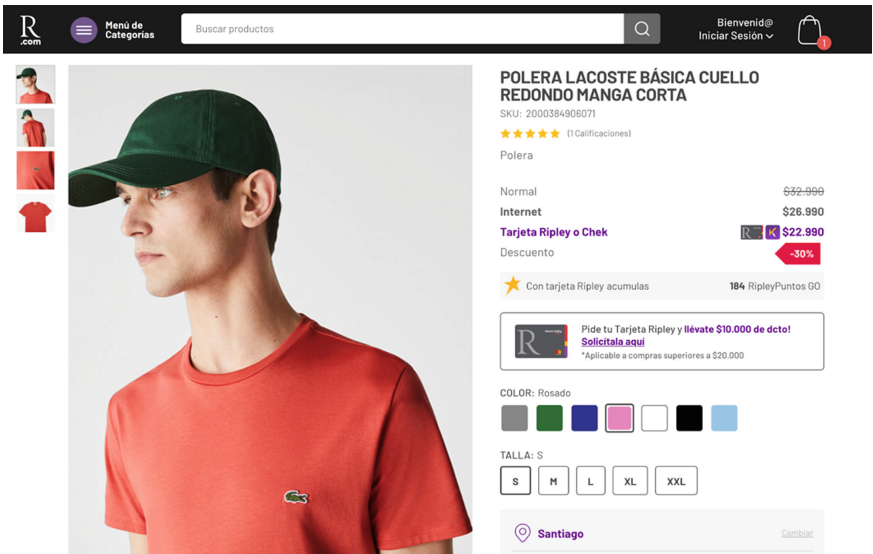 R
.com
Menú de
Categorías
Buscar productos
Bienvenid@
Iniciar Sesión
1
POLERA LACOSTE BÁSICA CUELLO
REDONDO MANGA CORTA
SKU: 2000384906071
(1 Calificaciones)
Polera
Normal $32.990
Internet $26.990
Tarjeta Ripley o Chek R K $22.990
Descuento -30%
Con tarjeta Ripley acumulas 184 RipleyPuntos GO
R
Pide tu Tarjeta Ripley y llévate $10.000 de dcto!
Solicítala aquí
*Aplicable a compras superiores a $20.000
COLOR: Rosado
TALLA: S
S M L XL XXL
Santiago Cambiar